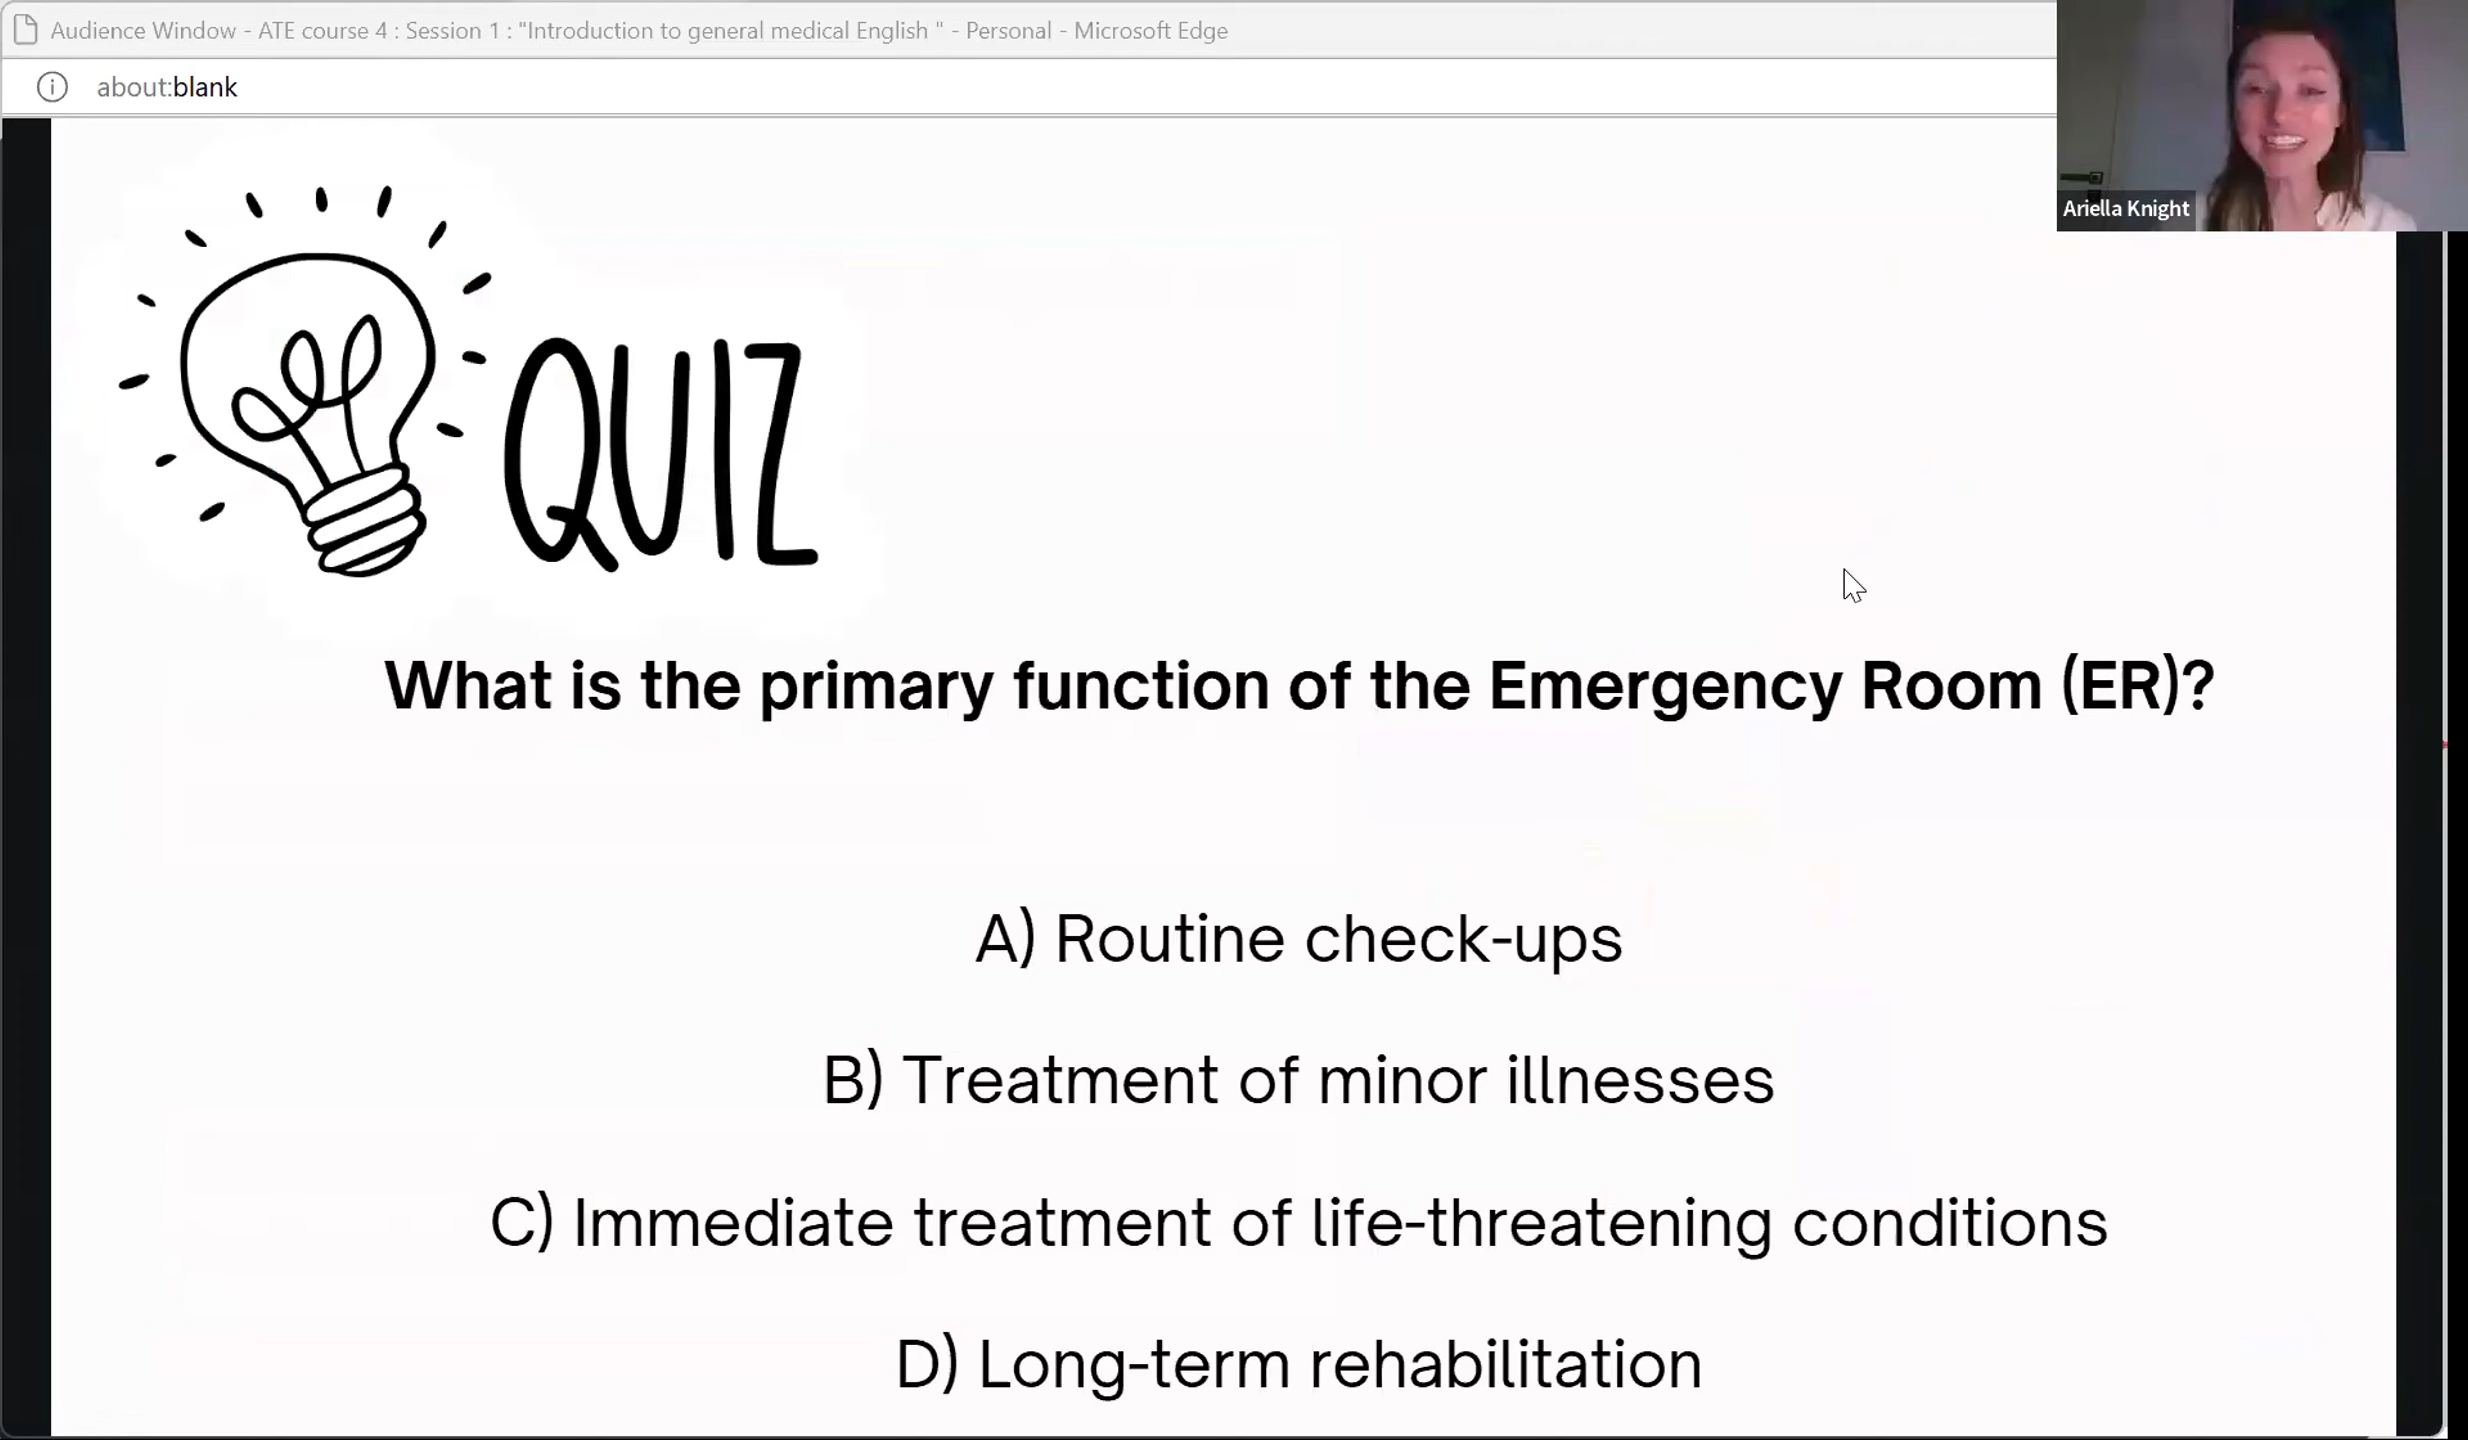 Audience Window - ATE course 4 : Session 1 : "Introduction to general medical English " - Personal - Microsoft Edge
about:blank
Ariella Knight
QUIZ
What is the primary function of the Emergency Room (ER)?
A) Routine check-ups
B) Treatment of minor illnesses
C) Immediate treatment of life-threatening conditions
D) Long-term rehabilitation